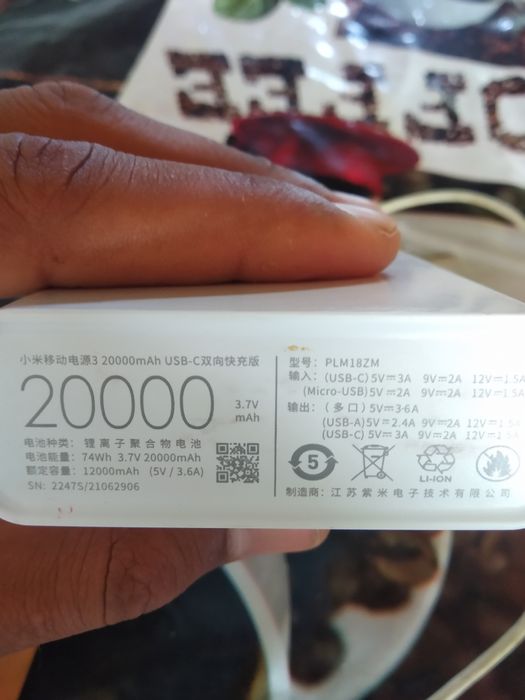 小米移动电源3 20000mAh USB-C双向快充版
20000
3.7V
mAh
电池种类: 锂离子聚合物电池
电池能量: 74Wh 3.7V 20000mAh
额定容量: 12000mAh (5V / 3.6A)
SN: 22475/21062906
型号: PLM18ZM
输入: (USB-C) 5V⎓3A 9V⎓2A 12V⎓1.5A
(Micro-USB) 5V⎓2A 9V⎓2A 12V⎓1.5A
输出: (多口) 5V⎓3.6A
(USB-A) 5V⎓2.4A 9V⎓2A 12V⎓1.5A
(USB-C) 5V⎓3A 9V⎓2A 12V⎓1.5A
5
LI-ION
制造商: 江苏紫米电子技术有限公司